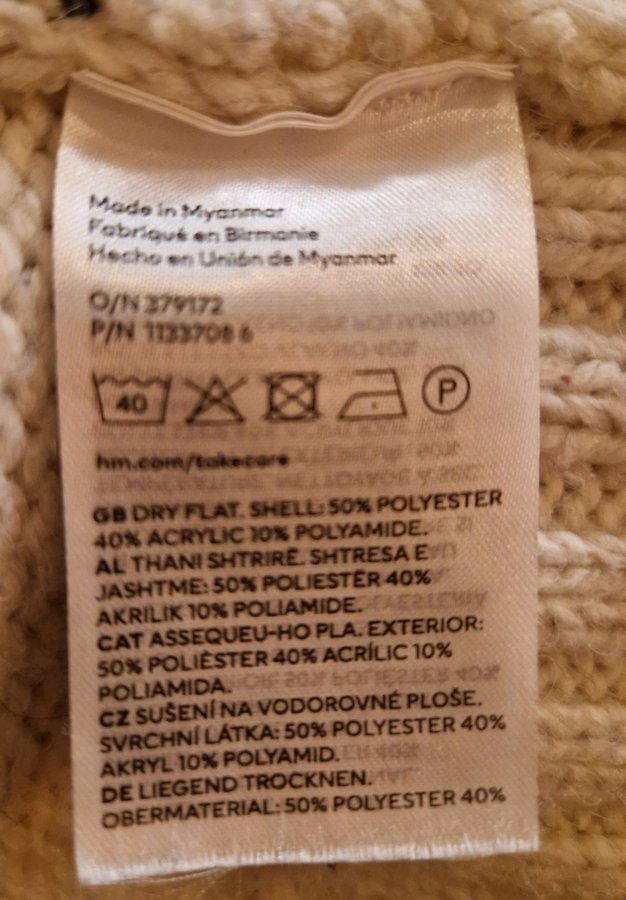 Made in Myanmar
Fabriqué en Birmanie
Hecho en Unión de Myanmar
O/N 379172
P/N 1133708 6
40 P
hm.com/takecare
GB DRY FLAT. SHELL: 50% POLYESTER
40% ACRYLIC 10% POLYAMIDE.
AL THANI SHTRIRË. SHTRESA E
JASHTME: 50% POLIESTËR 40%
AKRILIK 10% POLIAMIDE.
CAT ASSEQUEU-HO PLA. EXTERIOR:
50% POLIÈSTER 40% ACRÍLIC 10%
POLIAMIDA.
CZ SUŠENÍ NA VODOROVNÉ PLOŠE.
SVRCHNÍ LÁTKA: 50% POLYESTER 40%
AKRYL 10% POLYAMID.
DE LIEGEND TROCKNEN.
OBERMATERIAL: 50% POLYESTER 40%